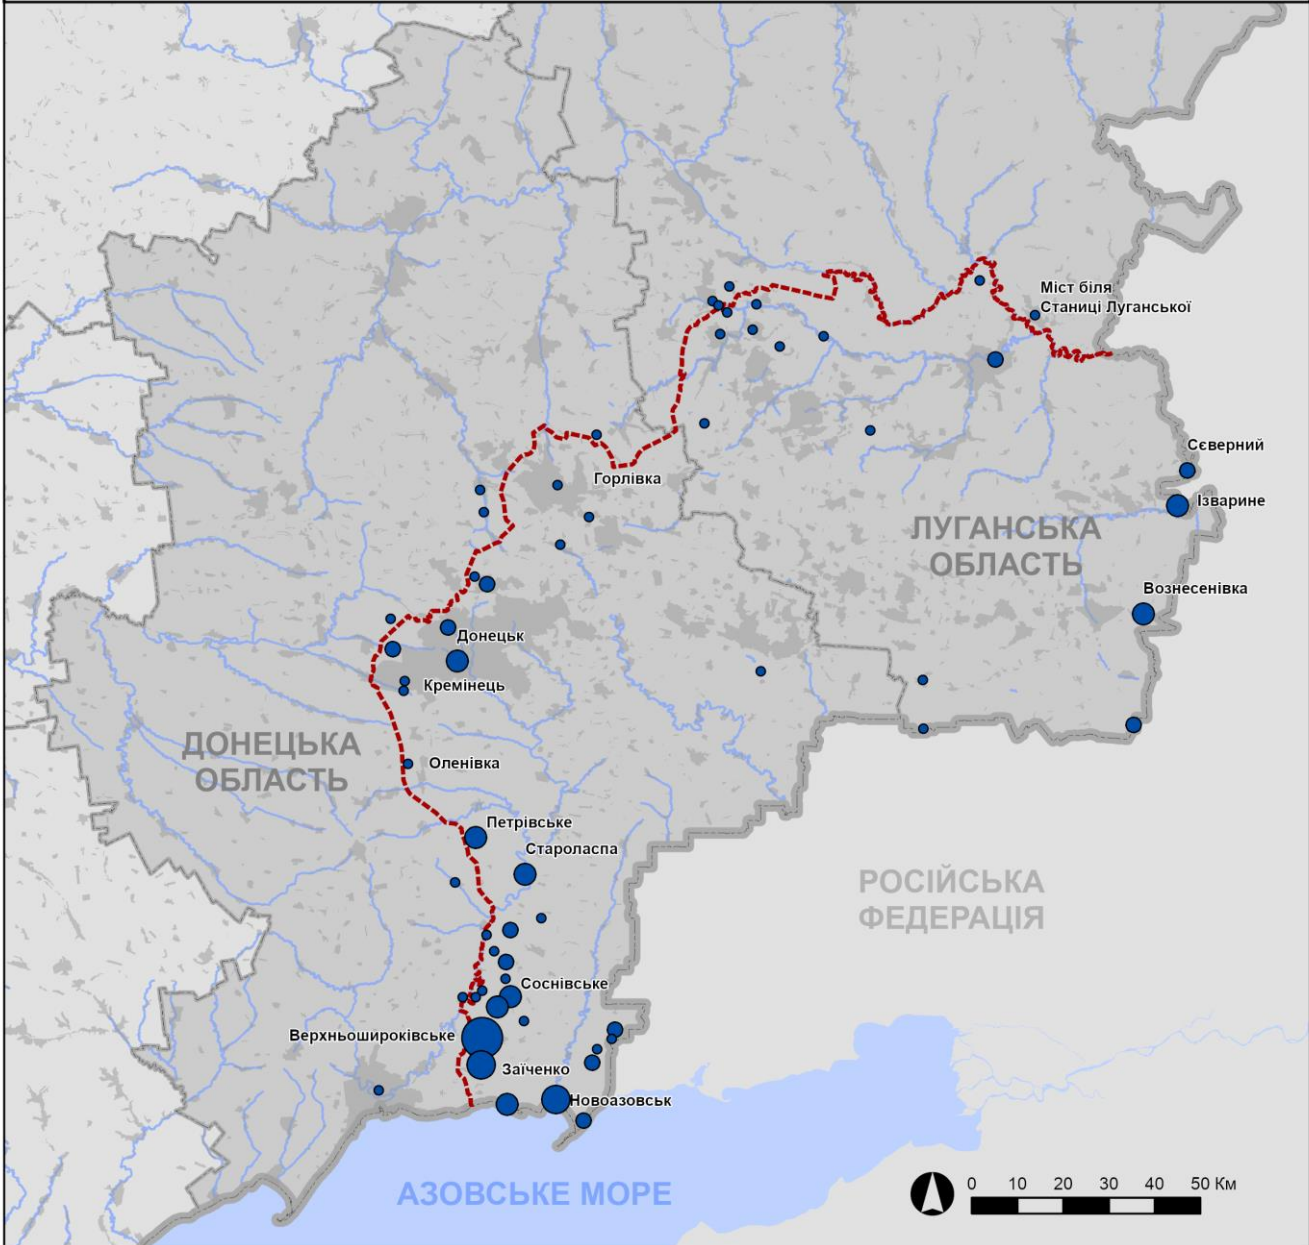 Міст біля
Станиці Луганської
Сєверний
Горлівка
Ізварине
ЛУГАНСЬКА
ОБЛАСТЬ
Вознесенівка
Донецьк
Кремінець
ДОНЕЦЬКА
ОБЛАСТЬ
Оленівка
Петрівське
Староласпа
РОСІЙСЬКА
ФЕДЕРАЦІЯ
Соснівське
Верхньошироківське
Заїченко
Новоазовськ
АЗОВСЬКЕ МОРЕ
0 10 20 30 40 50 Км